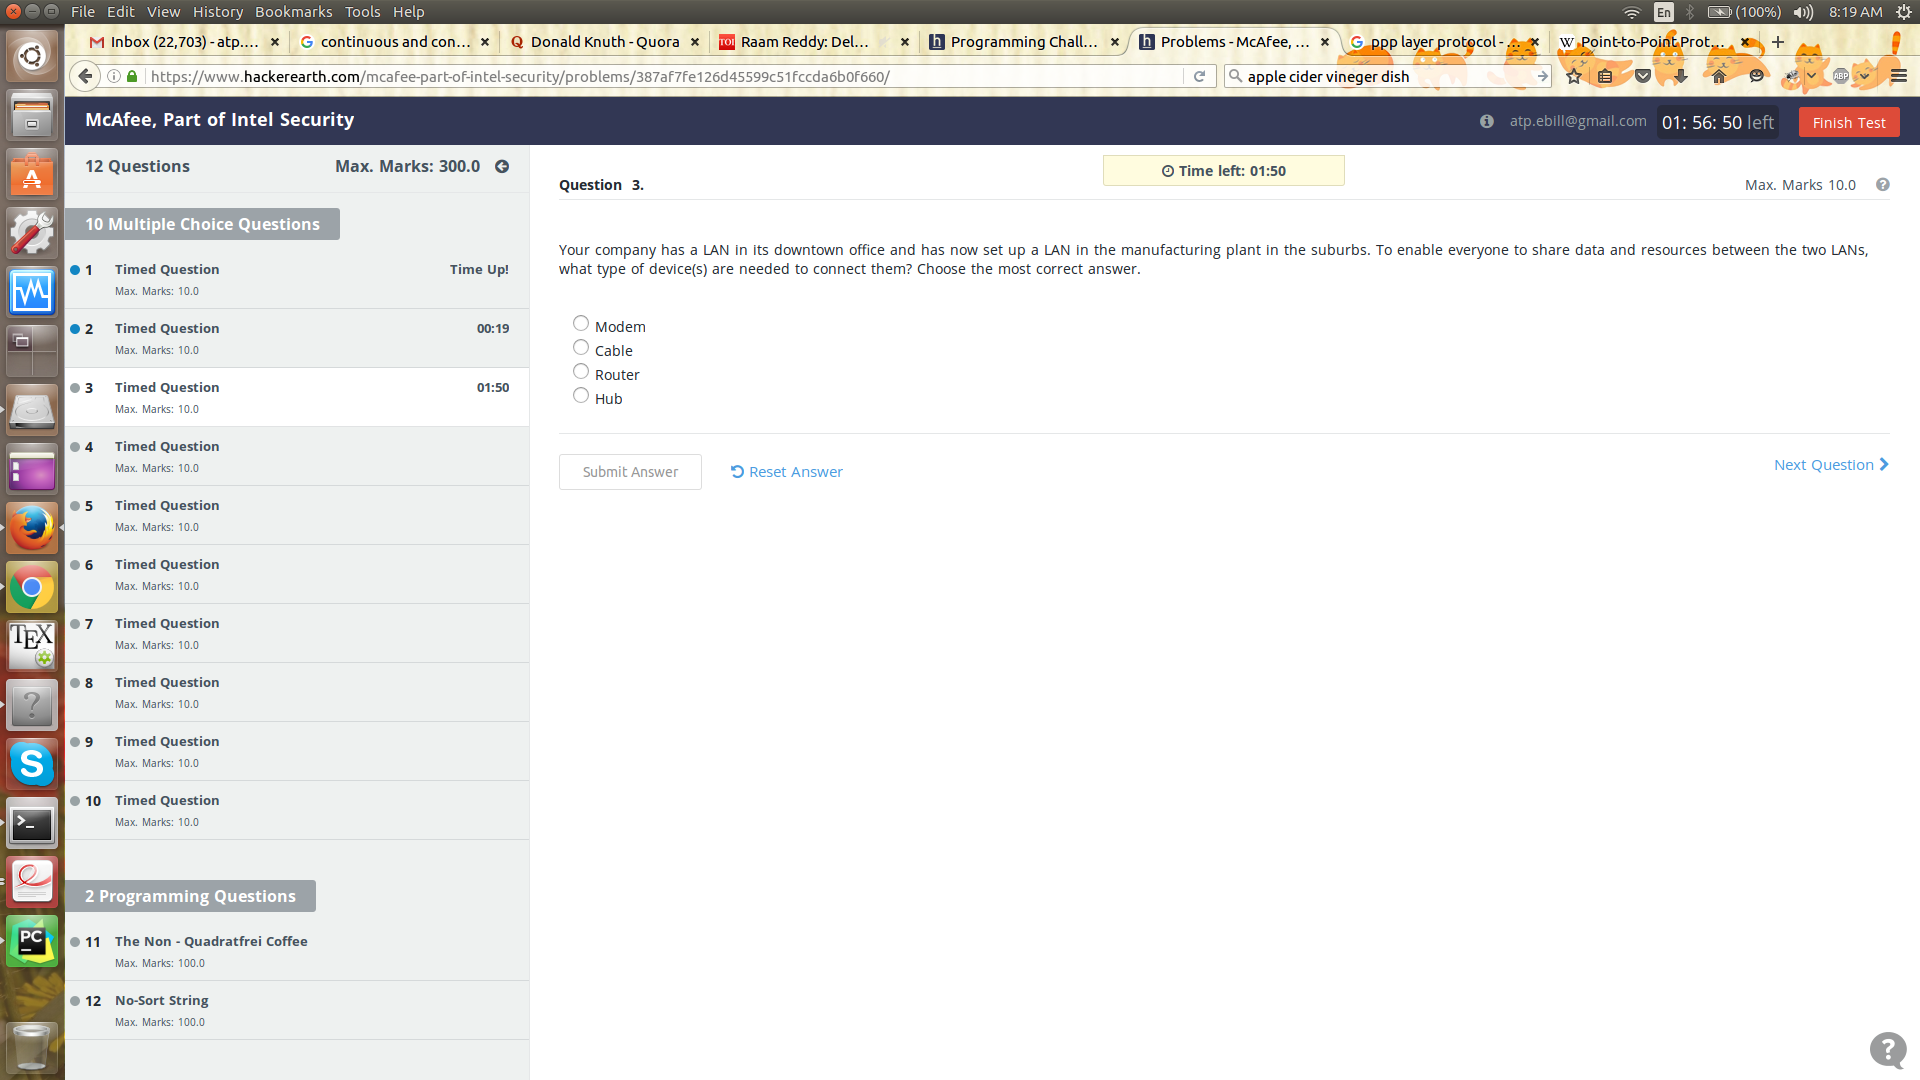 File Edit View History Bookmarks Tools Help
En (100%) 8:19 AM
Inbox (22,703) - atp....
continuous and con...
Donald Knuth - Quora
Raam Reddy: Del...
Programming Chall...
Problems - McAfee, ...
ppp layer protocol - ...
Point-to-Point Prot...
https://www.hackerearth.com/mcafee-part-of-intel-security/problems/387af7fe126d45599c51fccda6b0f660/
apple cider vineger dish
ABP
McAfee, Part of Intel Security
atp.ebill@gmail.com
01: 56: 50 left
Finish Test
12 Questions Max. Marks: 300.0
10 Multiple Choice Questions
1 Timed Question Time Up!
Max. Marks: 10.0
2 Timed Question 00:19
Max. Marks: 10.0
3 Timed Question 01:50
Max. Marks: 10.0
4 Timed Question
Max. Marks: 10.0
5 Timed Question
Max. Marks: 10.0
6 Timed Question
Max. Marks: 10.0
7 Timed Question
Max. Marks: 10.0
8 Timed Question
Max. Marks: 10.0
9 Timed Question
Max. Marks: 10.0
10 Timed Question
Max. Marks: 10.0
2 Programming Questions
11 The Non - Quadratfrei Coffee
Max. Marks: 100.0
12 No-Sort String
Max. Marks: 100.0
Time left: 01:50
Question 3.
Max. Marks 10.0
Your company has a LAN in its downtown office and has now set up a LAN in the manufacturing plant in the suburbs. To enable everyone to share data and resources between the two LANs,
what type of device(s) are needed to connect them? Choose the most correct answer.
Modem
Cable
Router
Hub
Submit Answer
Reset Answer
Next Question
TEX
PC